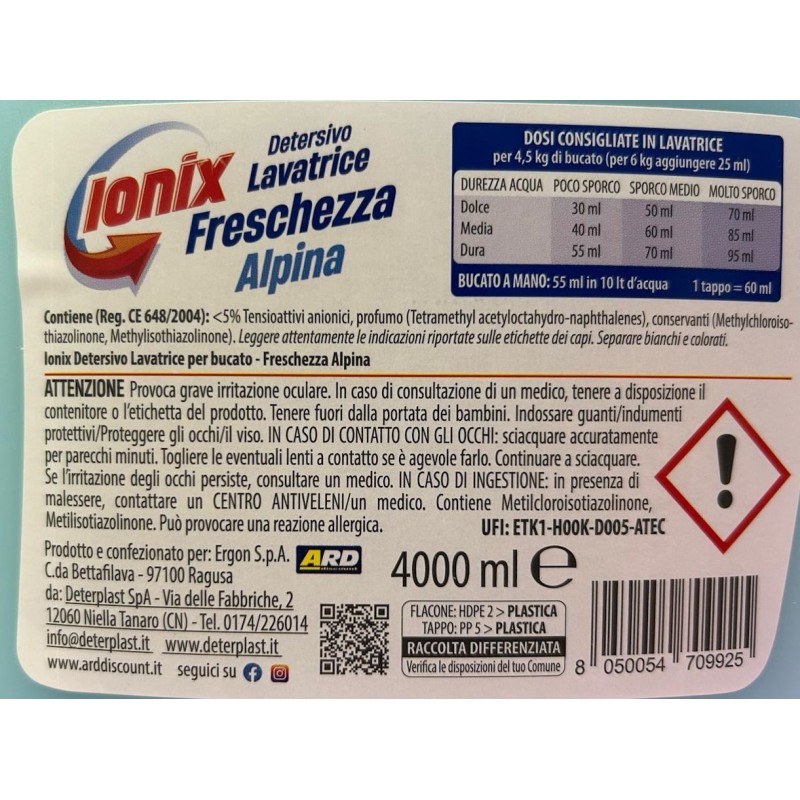 Ionix
Detersivo
Lavatrice
Freschezza
Alpina
DOSI CONSIGLIATE IN LAVATRICE
per 4,5 kg di bucato (per 6 kg aggiungere 25 ml)
DUREZZA ACQUA POCO SPORCO SPORCO MEDIO MOLTO SPORCO
Dolce 30 ml 50 ml 70 ml
Media 40 ml 60 ml 85 ml
Dura 55 ml 70 ml 95 ml
BUCATO A MANO: 55 ml in 10 lt d'acqua 1 tappo = 60 ml
Contiene (Reg. CE 648/2004): <5% Tensioattivi anionici, profumo (Tetramethyl acetyloctahydro-naphthalenes), conservanti (Methylchloroiso-
thiazolinone, Methylisothiazolinone). Leggere attentamente le indicazioni riportate sulle etichette dei capi. Separare bianchi e colorati.
Ionix Detersivo Lavatrice per bucato - Freschezza Alpina
ATTENZIONE Provoca grave irritazione oculare. In caso di consultazione di un medico, tenere a disposizione il
contenitore o l'etichetta del prodotto. Tenere fuori dalla portata dei bambini. Indossare guanti/indumenti
protettivi/Proteggere gli occhi/il viso. IN CASO DI CONTATTO CON GLI OCCHI: sciacquare accuratamente
per parecchi minuti. Togliere le eventuali lenti a contatto se è agevole farlo. Continuare a sciacquare.
Se l'irritazione degli occhi persiste, consultare un medico. IN CASO DI INGESTIONE: in presenza di
malessere, contattare un CENTRO ANTIVELENI/un medico. Contiene Metilcloroisotiazolinone,
Metilisotiazolinone. Può provocare una reazione allergica. UFI: ETK1-H00K-D005-ATEC
Prodotto e confezionato per: Ergon S.p.A.
C.da Bettafilava - 97100 Ragusa
da: Deterplast SpA - Via delle Fabbriche, 2
12060 Niella Tanaro (CN) - Tel. 0174/226014
info@deterplast.it www.deterplast.it
www.arddiscount.it seguici su
ARD
discount
4000 ml e
FLACONE: HDPE 2 > PLASTICA
TAPPO: PP 5 > PLASTICA
RACCOLTA DIFFERENZIATA
Verifica le disposizioni del tuo Comune
8 050054 709925